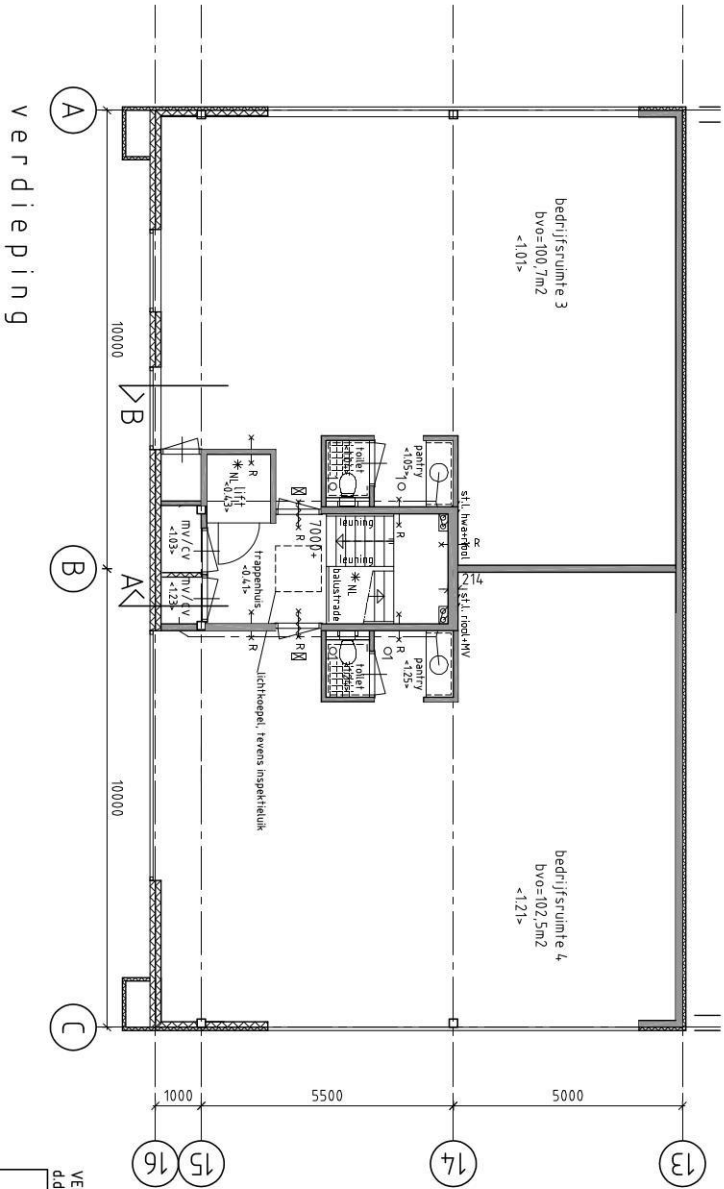 verdieping
A
B
C
13
14
15
16
10000
10000
1000
5500
5000
bedrijfsruimte 3
bvo=100,7m2
<1.01>
bedrijfsruimte 4
bvo=102,5m2
<1.21>
pantry
<1.05>
toilet
st.l. hwa+riool
R
214
st.l. riool+MV
pantry
<1.25>
toilet
leuning
leuning
balustrade
NL
7000+
R
R
R
R
R
R
lift
<0.43>
NL
trappenhuis
<0.41>
mv/cv
<1.03>
mv/cv
<1.23>
lichtkoepel, tevens inspektieluik
B
A
VE